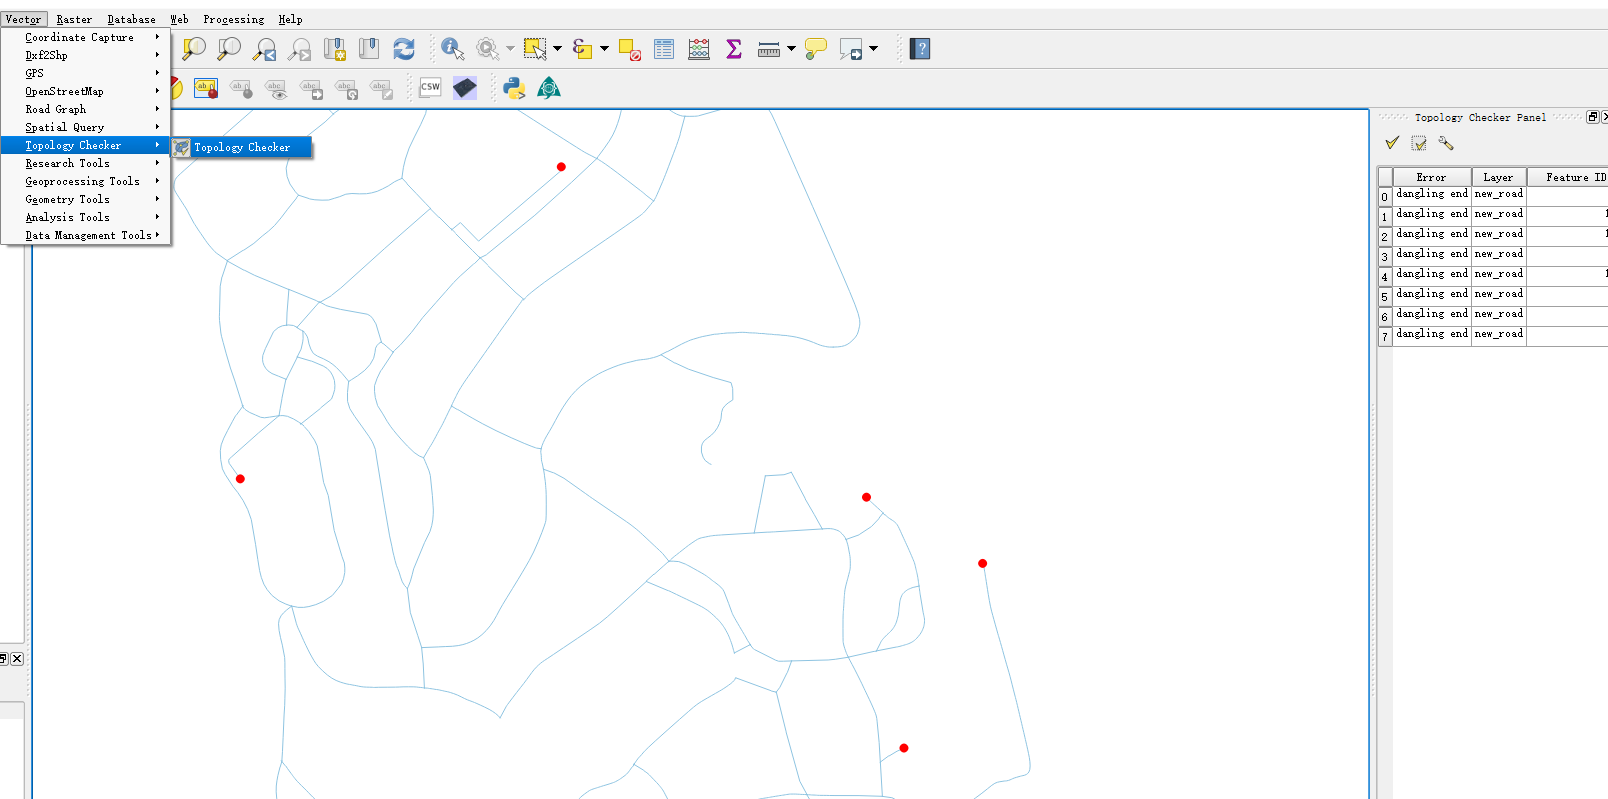 Vector Raster Database Web Processing Help
Coordinate Capture
Dxf2Shp
GPS
OpenStreetMap
Road Graph
Spatial Query
Topology Checker
Topology Checker
Research Tools
Geoprocessing Tools
Geometry Tools
Analysis Tools
Data Management Tools
CSW
Topology Checker Panel
Error Layer Feature ID
0 dangling end new_road
1 dangling end new_road 1
2 dangling end new_road 1
3 dangling end new_road
4 dangling end new_road 1
5 dangling end new_road
6 dangling end new_road
7 dangling end new_road